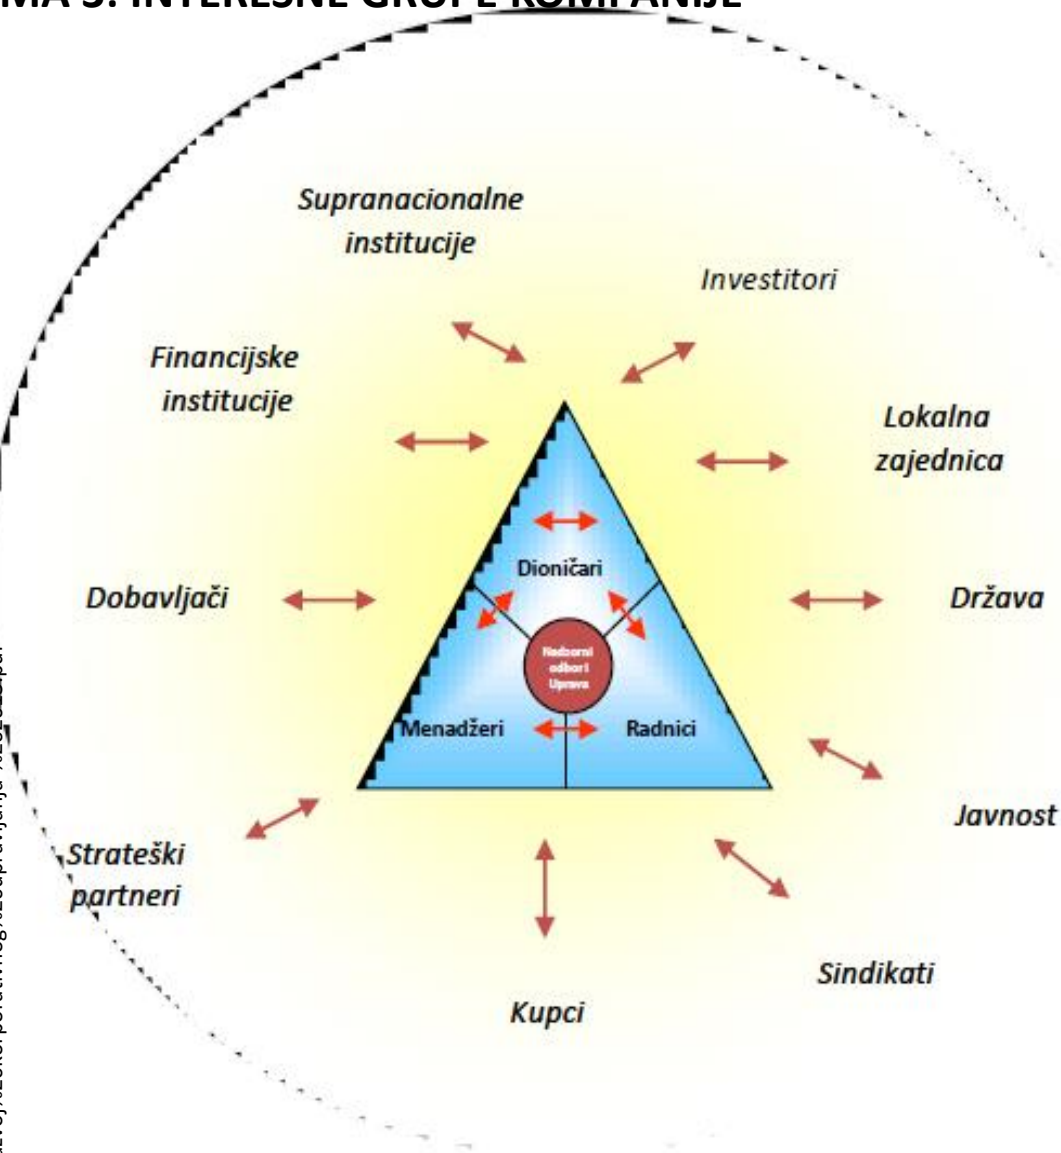 INTERESNE GRUPE KOMPANIJE
Supranacionalne
institucije
Investitori
Financijske
institucije
Lokalna
zajednica
Dioničari
Dobavljači
Država
Nadzorni
odbor i
Uprava
Menadžeri
Radnici
Javnost
Strateški
partneri
Sindikati
Kupci